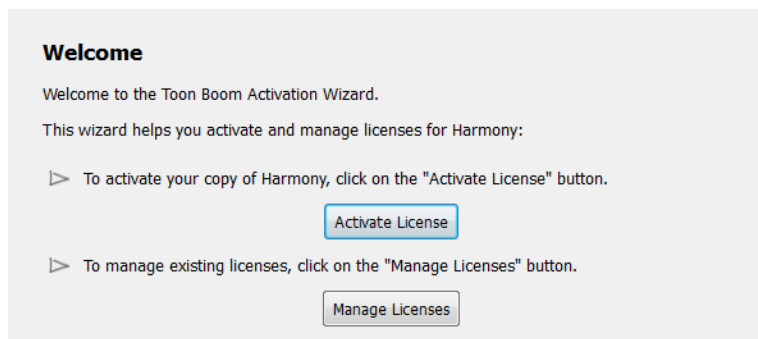 Welcome
Welcome to the Toon Boom Activation Wizard.
This wizard helps you activate and manage licenses for Harmony:
To activate your copy of Harmony, click on the "Activate License" button.
Activate License
To manage existing licenses, click on the "Manage Licenses" button.
Manage Licenses